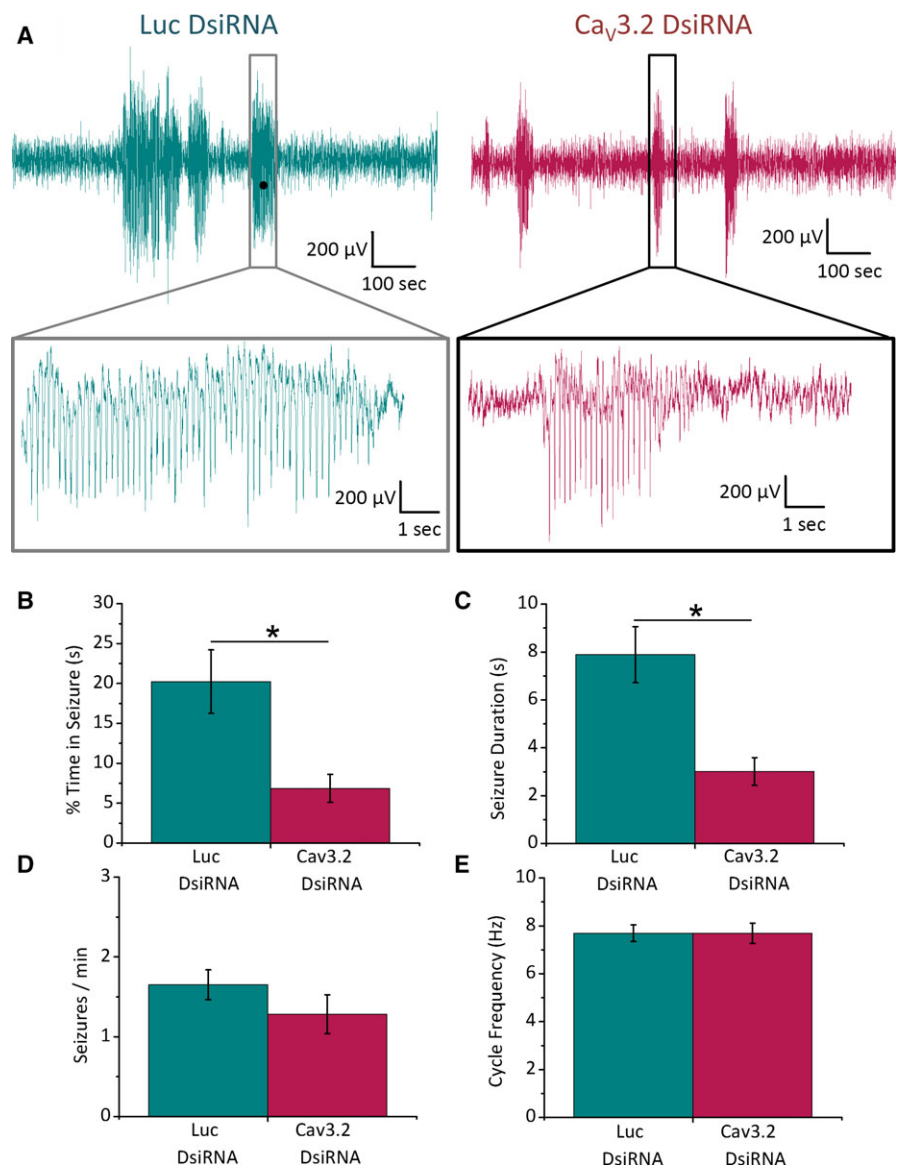 A
Luc DsiRNA
CaV3.2 DsiRNA
200 µV
100 sec
200 µV
100 sec
200 µV
1 sec
200 µV
1 sec
B
% Time in Seizure (s)
30
25
20
15
10
5
0
*
Luc
DsiRNA
Cav3.2
DsiRNA
C
Seizure Duration (s)
10
8
6
4
2
0
*
Luc
DsiRNA
Cav3.2
DsiRNA
D
Seizures / min
3
2
1
0
Luc
DsiRNA
Cav3.2
DsiRNA
E
Cycle Frequency (Hz)
10
8
6
4
2
0
Luc
DsiRNA
Cav3.2
DsiRNA